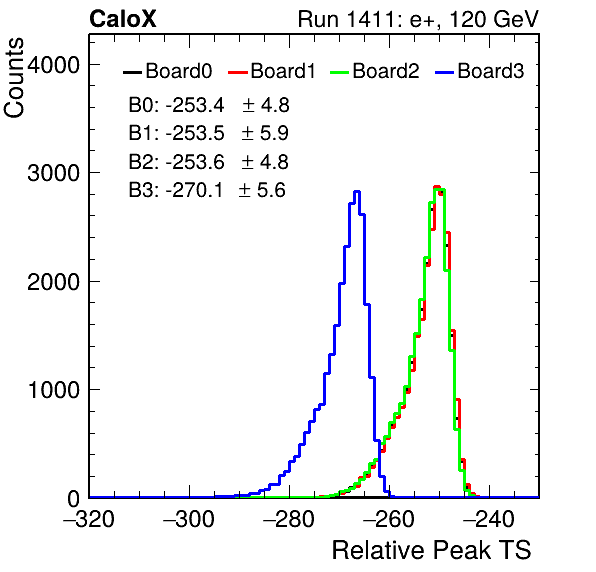 CaloX Run 1411: e+, 120 GeV
Counts
4000
3000
2000
1000
0
Board0 Board1 Board2 Board3
B0: -253.4 ± 4.8
B1: -253.5 ± 5.9
B2: -253.6 ± 4.8
B3: -270.1 ± 5.6
−320 −300 −280 −260 −240
Relative Peak TS